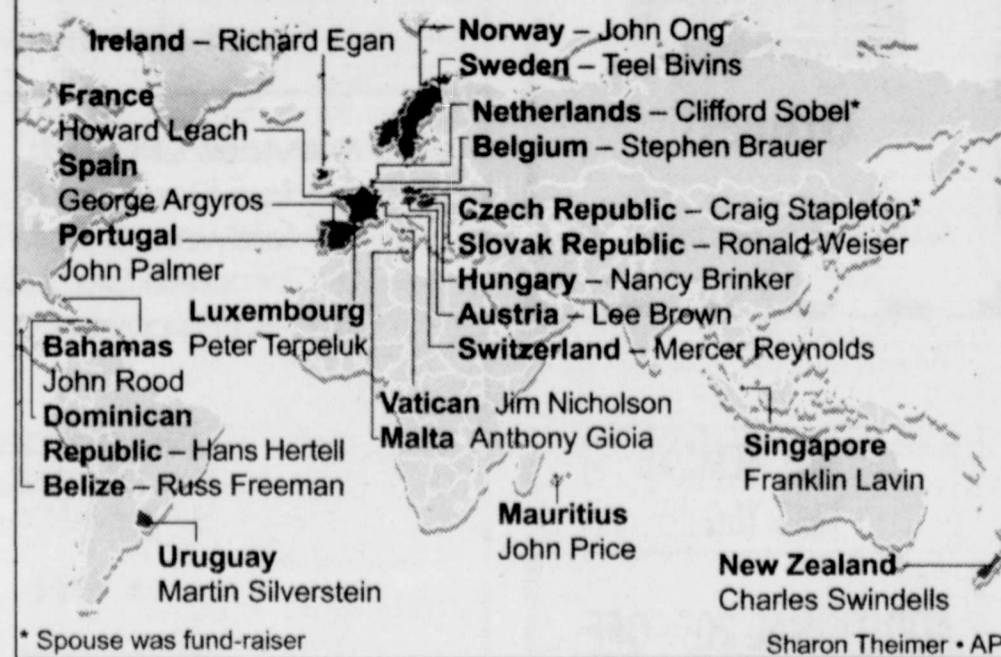 Ireland – Richard Egan
Norway – John Ong
Sweden – Teel Bivins
France
Howard Leach
Netherlands – Clifford Sobel*
Belgium – Stephen Brauer
Spain
George Argyros
Portugal
John Palmer
Czech Republic – Craig Stapleton*
Slovak Republic – Ronald Weiser
Hungary – Nancy Brinker
Austria – Lee Brown
Switzerland – Mercer Reynolds
Luxembourg
Peter Terpeluk
Bahamas
John Rood
Dominican
Republic – Hans Hertell
Belize – Russ Freeman
Vatican Jim Nicholson
Malta Anthony Gioia
Singapore
Franklin Lavin
Mauritius
John Price
Uruguay
Martin Silverstein
New Zealand
Charles Swindells
* Spouse was fund-raiser
Sharon Theimer • AP